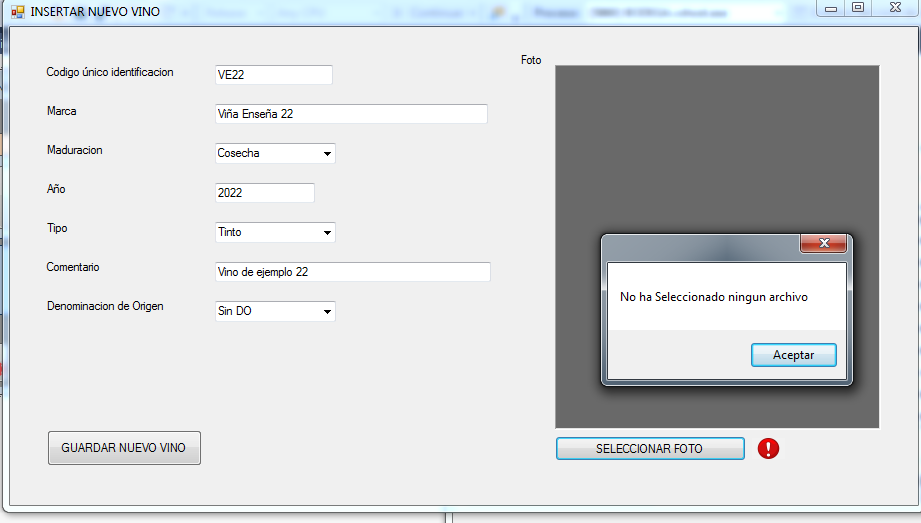 INSERTAR NUEVO VINO
Codigo único identificacion
VE22
Marca
Viña Enseña 22
Maduracion
Cosecha
Año
2022
Tipo
Tinto
Comentario
Vino de ejemplo 22
Denominacion de Origen
Sin DO
GUARDAR NUEVO VINO
Foto
No ha Seleccionado ningun archivo
Aceptar
SELECCIONAR FOTO